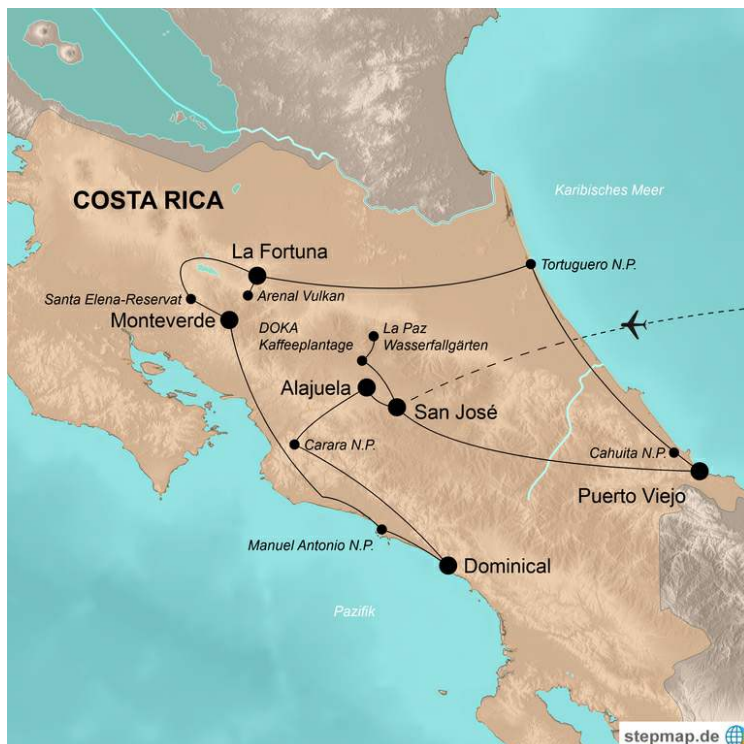 Karibisches Meer
COSTA RICA
La Fortuna
Tortuguero N.P.
Santa Elena-Reservat
Arenal Vulkan
Monteverde
DOKA
Kaffeeplantage
La Paz
Wasserfallgärten
Alajuela
San José
Carara N.P.
Cahuita N.P.
Puerto Viejo
Manuel Antonio N.P.
Dominical
Pazifik
stepmap.de